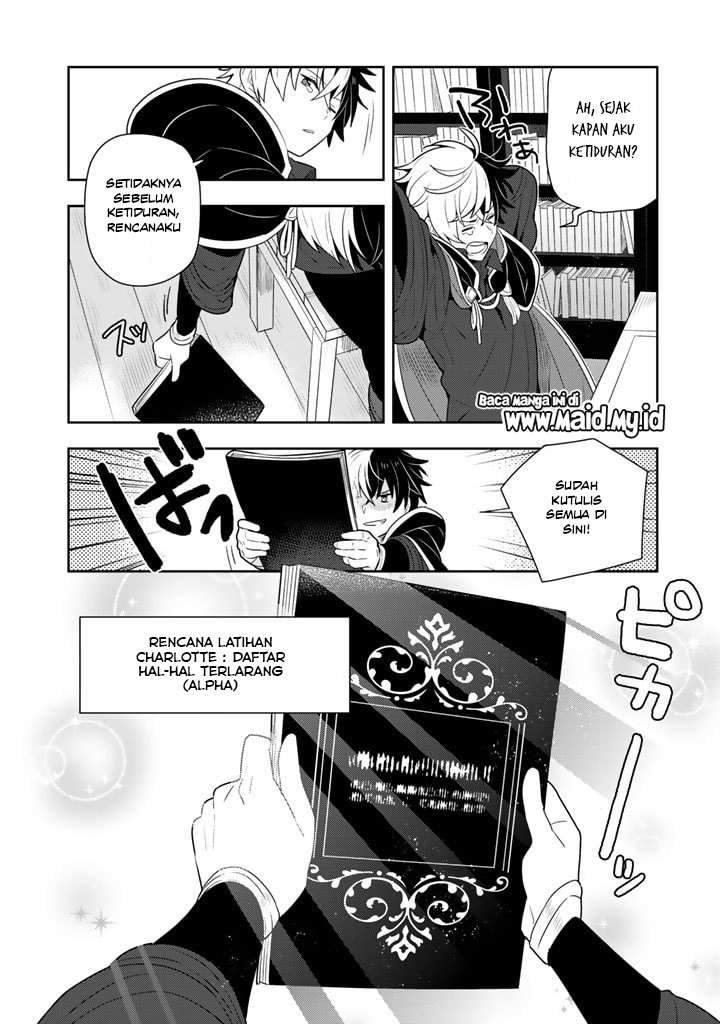 AH, SEJAK
KAPAN AKU
KETIDURAN?
ふわぁ
SETIDAKNYA
SEBELUM
KETIDURAN,
RENCANAKU
スッ
Baca manga ini di
www.Maid.my.id
SUDAH
KUTULIS
SEMUA DI
SINI!
ばっ
RENCANA LATIHAN
CHARLOTTE : DAFTAR
HAL-HAL TERLARANG
(ALPHA)
ピカー